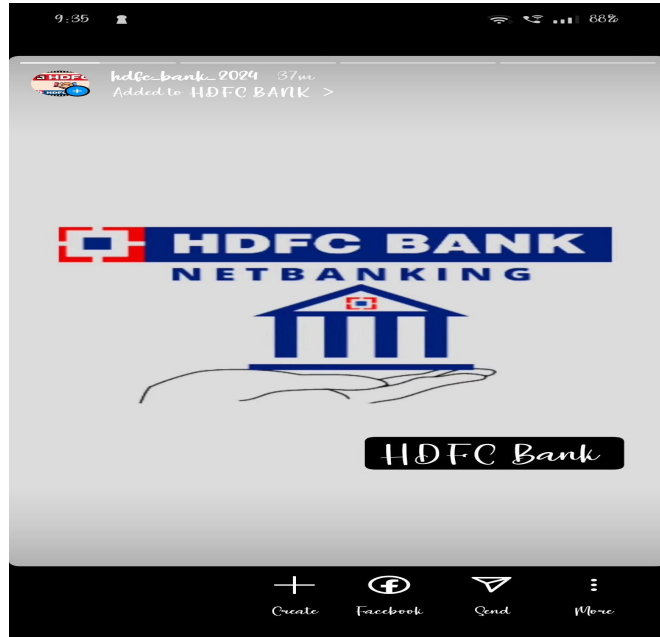 9:35 88%
hdfc_bank_2024 37m
Added to HDFC BANK >
HDFC BANK
NETBANKING
HDFC Bank
Create Facebook Send More